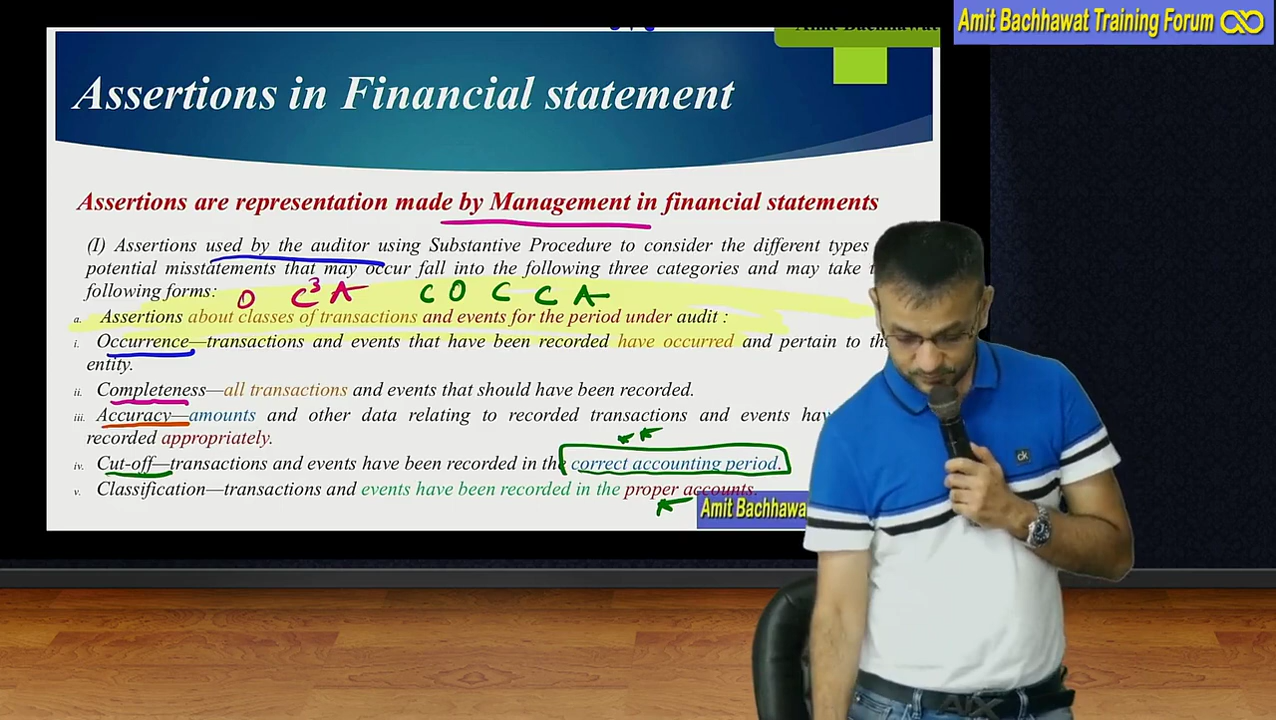 Amit Bachhawat Training Forum
Assertions in Financial statement
Assertions are representation made by Management in financial statements
(I) Assertions used by the auditor using Substantive Procedure to consider the different types
potential misstatements that may occur fall into the following three categories and may take
following forms:
O C³ A C O C C A
a. Assertions about classes of transactions and events for the period under audit :
i. Occurrence—transactions and events that have been recorded have occurred and pertain to
entity.
ii. Completeness—all transactions and events that should have been recorded.
iii. Accuracy—amounts and other data relating to recorded transactions and events
recorded appropriately.
iv. Cut-off—transactions and events have been recorded in the correct accounting period.
v. Classification—transactions and events have been recorded in the proper accounts.
Amit Bachhawa
ck